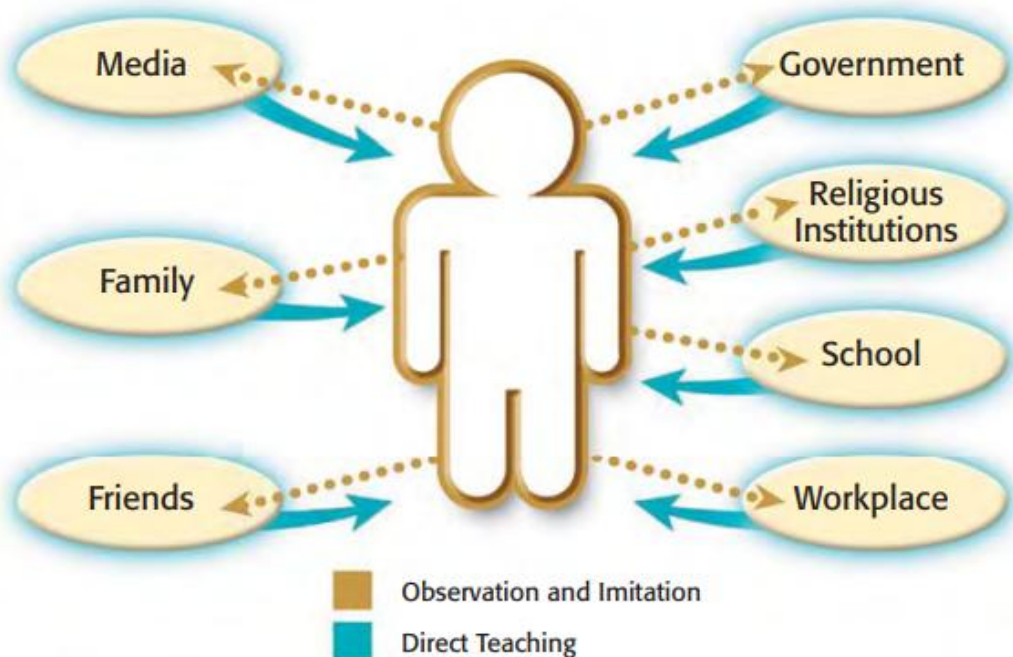 Media
Government
Religious
Institutions
Family
School
Friends
Workplace
Observation and Imitation
Direct Teaching